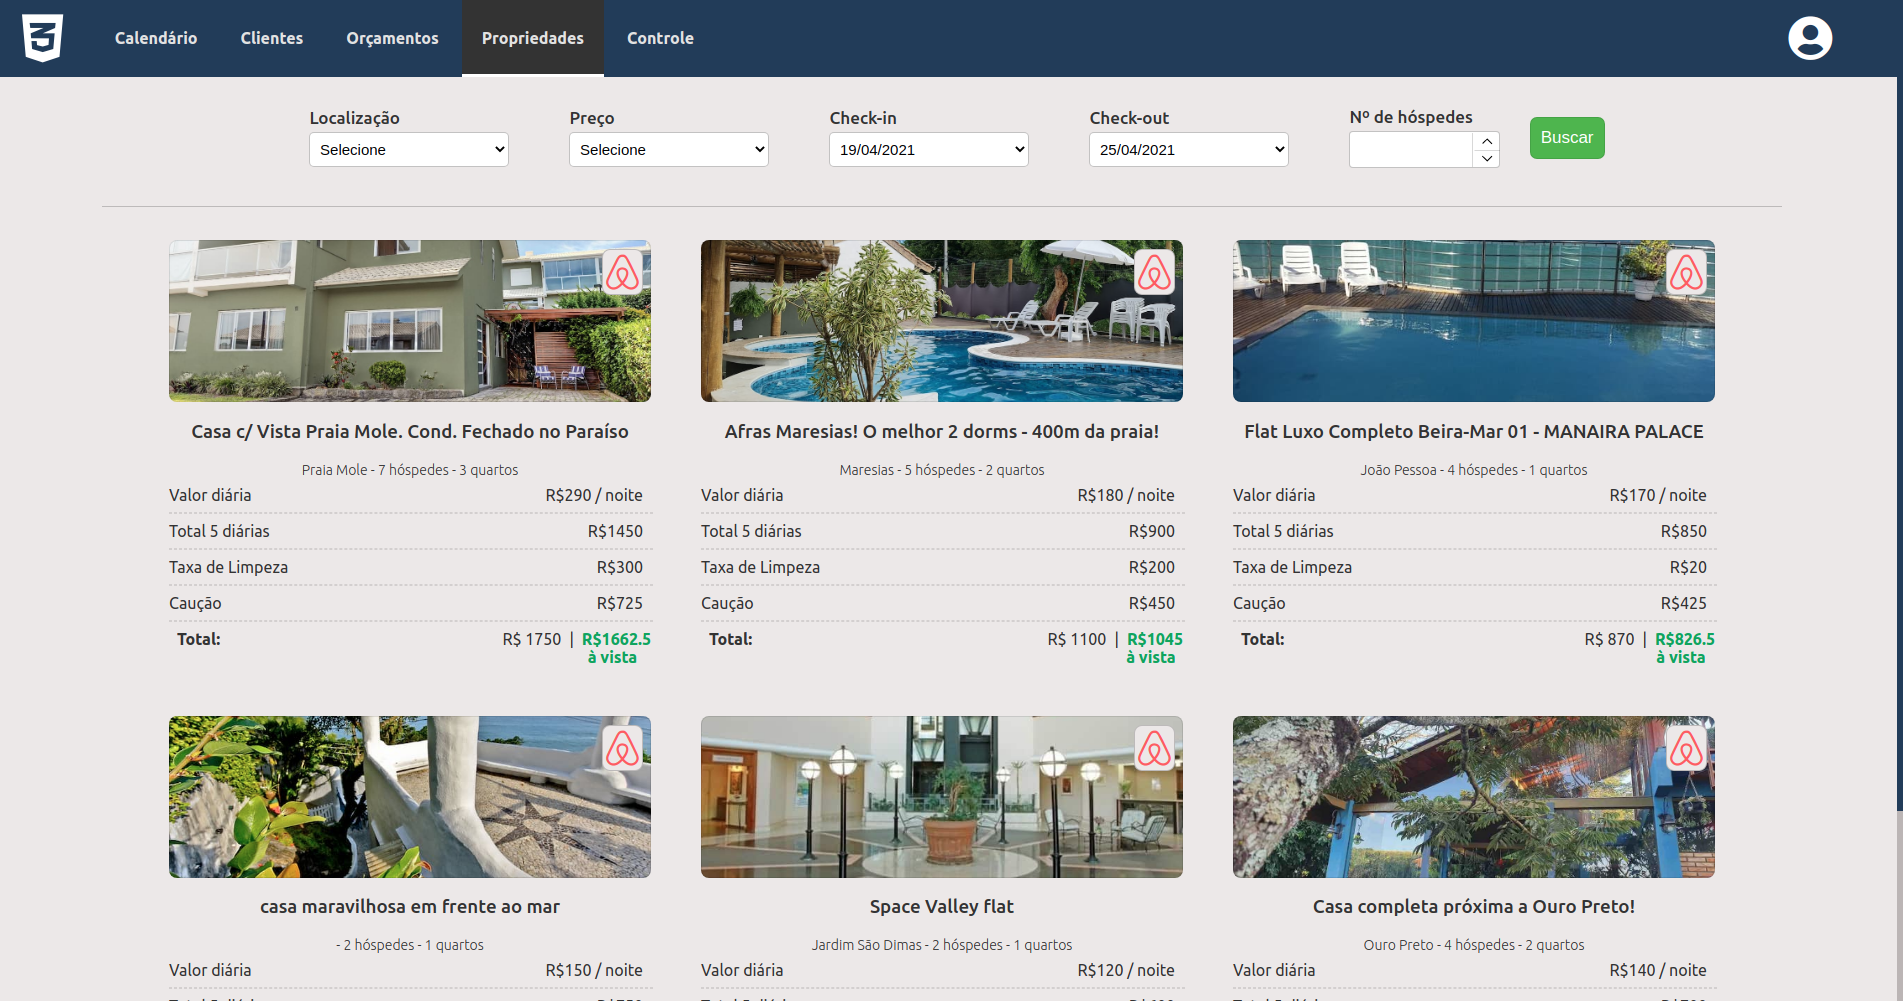 Calendário Clientes Orçamentos Propriedades Controle
Localização Preço Check-in Check-out Nº de hóspedes
Selecione Selecione 19/04/2021 25/04/2021 Buscar
Casa c/ Vista Praia Mole. Cond. Fechado no Paraíso
Praia Mole - 7 hóspedes - 3 quartos
Valor diária R$290 / noite
Total 5 diárias R$1450
Taxa de Limpeza R$300
Caução R$725
Total: R$ 1750 | R$1662.5
à vista
Afras Maresias! O melhor 2 dorms - 400m da praia!
Maresias - 5 hóspedes - 2 quartos
Valor diária R$180 / noite
Total 5 diárias R$900
Taxa de Limpeza R$200
Caução R$450
Total: R$ 1100 | R$1045
à vista
Flat Luxo Completo Beira-Mar 01 - MANAIRA PALACE
João Pessoa - 4 hóspedes - 1 quartos
Valor diária R$170 / noite
Total 5 diárias R$850
Taxa de Limpeza R$20
Caução R$425
Total: R$ 870 | R$826.5
à vista
casa maravilhosa em frente ao mar
- 2 hóspedes - 1 quartos
Valor diária R$150 / noite
Space Valley flat
Jardim São Dimas - 2 hóspedes - 1 quartos
Valor diária R$120 / noite
Casa completa próxima a Ouro Preto!
Ouro Preto - 4 hóspedes - 2 quartos
Valor diária R$140 / noite